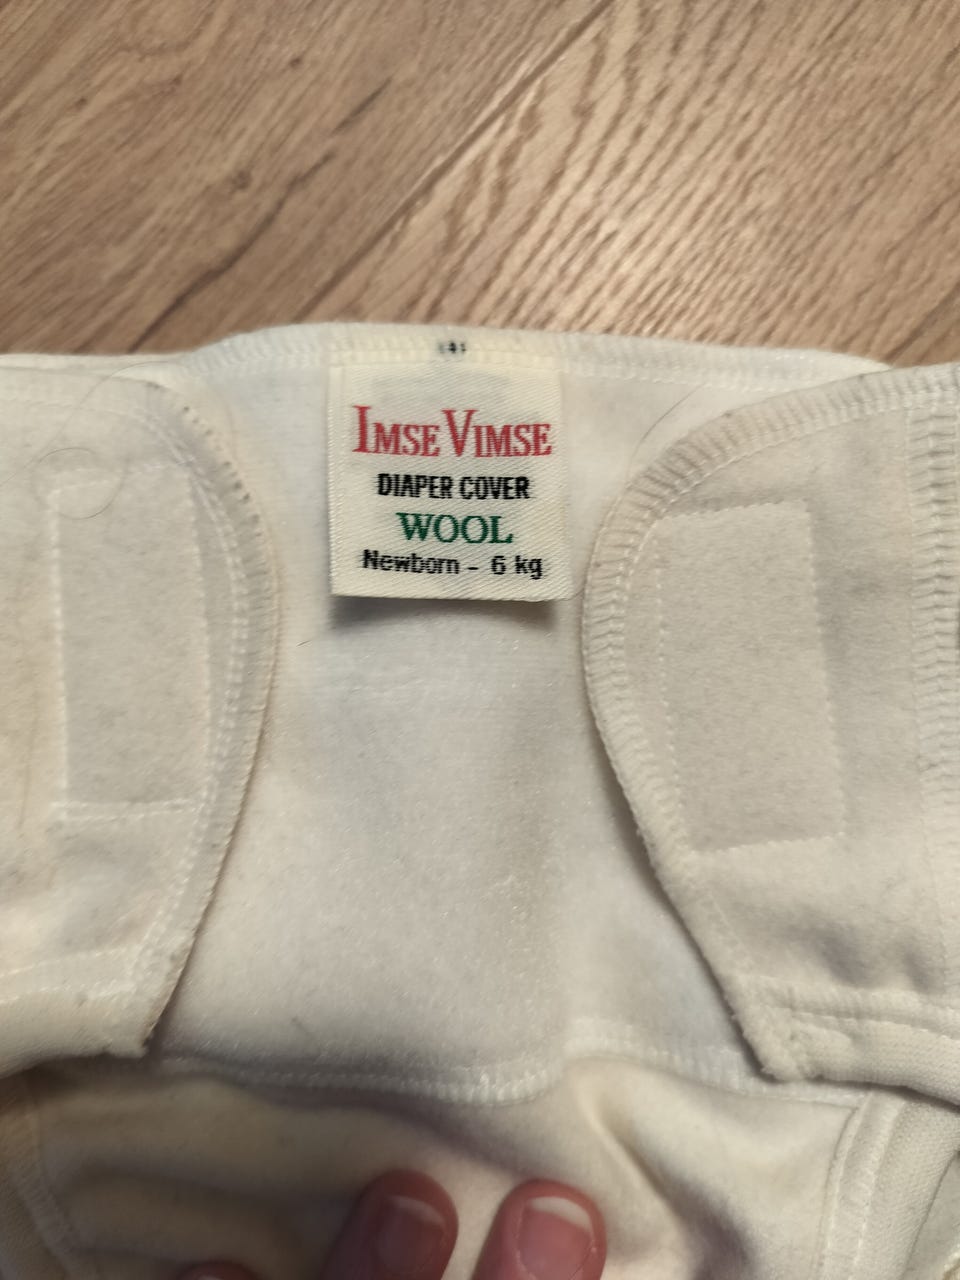 IMSE VIMSE
DIAPER COVER
WOOL
Newborn - 6 kg